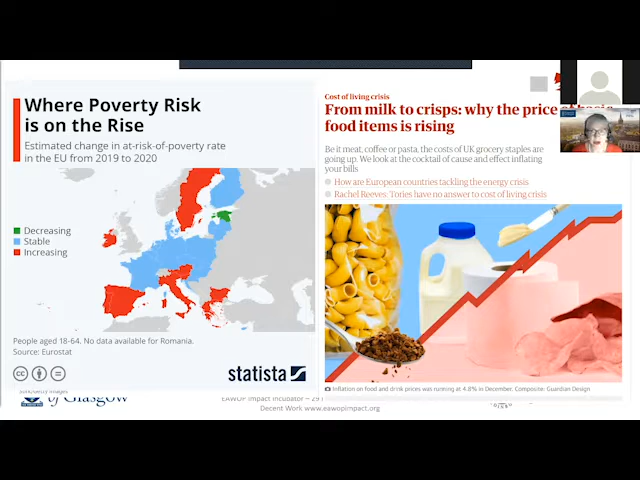 Where Poverty Risk
is on the Rise
Estimated change in at-risk-of-poverty rate
in the EU from 2019 to 2020
Decreasing
Stable
Increasing
People aged 18-64. No data available for Romania.
Source: Eurostat
statista
Cost of living crisis
From milk to crisps: why the price of basic
food items is rising
Be it meat, coffee or pasta, the costs of UK grocery staples are
going up. We look at the cocktail of cause and effect inflating
your bills
How are European countries tackling the energy crisis
Rachel Reeves: Tories have no answer to cost of living crisis
Inflation on food and drink prices was running at 4.8% in December. Composite: Guardian Design
of Glasgow
EAWOP Impact Incubator – 29
Decent Work www.eawopimpact.org